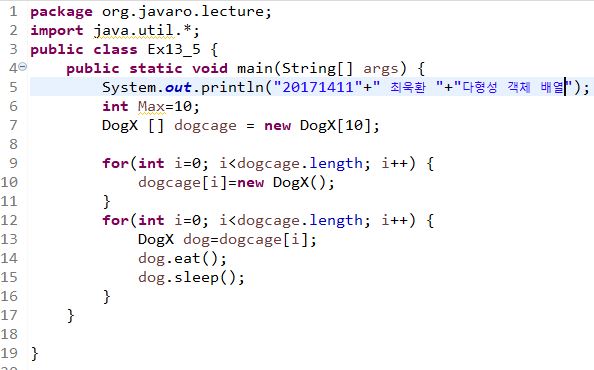 1 package org.javaro.lecture;
2 import java.util.*;
3 public class Ex13_5 {
4 public static void main(String[] args) {
5 System.out.println("20171411"+" 최욱환 "+"다형성 객체 배열");
6 int Max=10;
7 DogX [] dogcage = new DogX[10];
8
9 for(int i=0; i<dogcage.length; i++) {
10 dogcage[i]=new DogX();
11 }
12 for(int i=0; i<dogcage.length; i++) {
13 DogX dog=dogcage[i];
14 dog.eat();
15 dog.sleep();
16 }
17 }
18
19 }